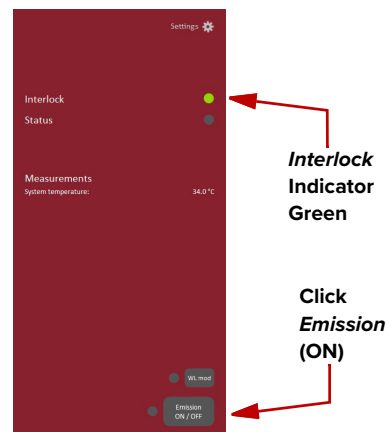 Settings
Interlock
Status
Interlock
Indicator
Green
Measurements
System temperature: 34.0 °C
Click
Emission
(ON)
WL mod
Emission
ON / OFF